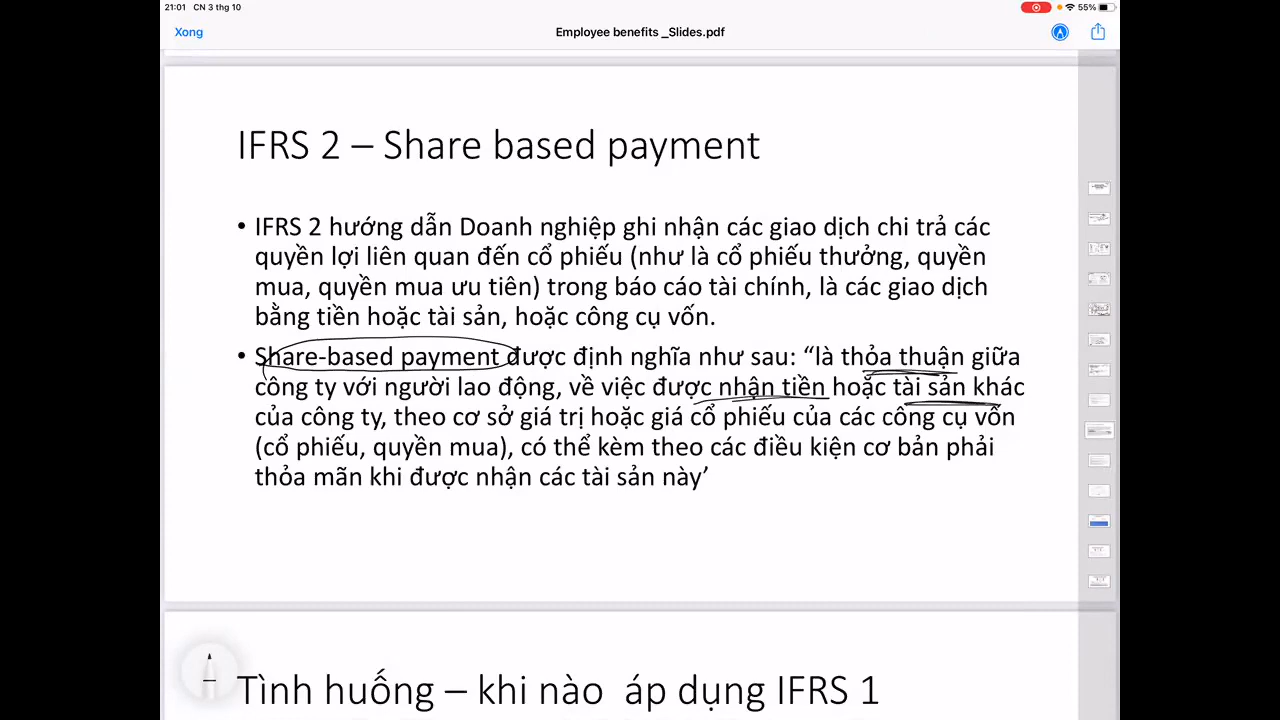 21:01 CN 3 thg 10 55%
Xong Employee benefits _Slides.pdf
IFRS 2 – Share based payment
• IFRS 2 hướng dẫn Doanh nghiệp ghi nhận các giao dịch chi trả các
quyền lợi liên quan đến cổ phiếu (như là cổ phiếu thưởng, quyền
mua, quyền mua ưu tiên) trong báo cáo tài chính, là các giao dịch
bằng tiền hoặc tài sản, hoặc công cụ vốn.
• Share-based payment được định nghĩa như sau: “là thỏa thuận giữa
công ty với người lao động, về việc được nhận tiền hoặc tài sản khác
của công ty, theo cơ sở giá trị hoặc giá cổ phiếu của các công cụ vốn
(cổ phiếu, quyền mua), có thể kèm theo các điều kiện cơ bản phải
thỏa mãn khi được nhận các tài sản này’
Tình huống – khi nào áp dụng IFRS 1